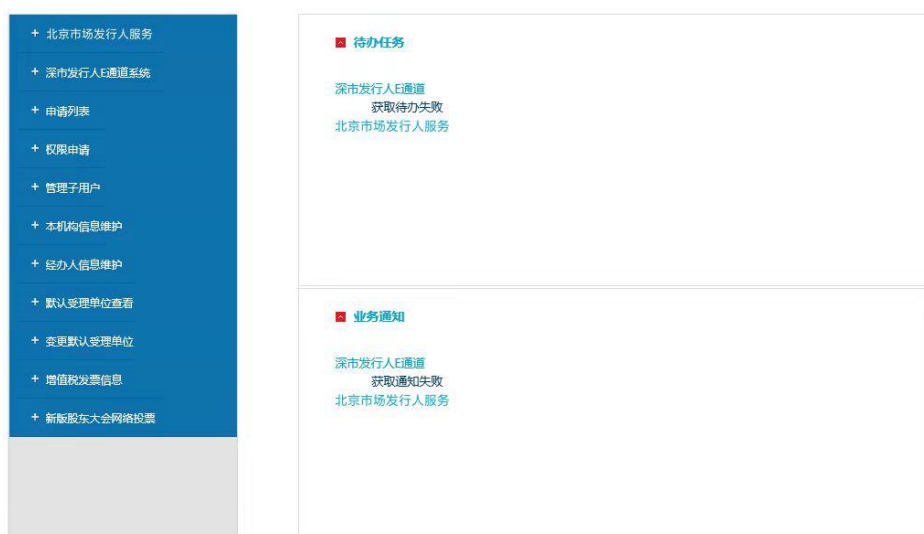 + 北京市场发行人服务
+ 深市发行人E通道系统
+ 申请列表
+ 权限申请
+ 管理子用户
+ 本机构信息维护
+ 经办人信息维护
+ 默认受理单位查看
+ 变更默认受理单位
+ 增值税发票信息
+ 新版股东大会网络投票
待办任务
深市发行人E通道
获取待办失败
北京市场发行人服务
业务通知
深市发行人E通道
获取通知失败
北京市场发行人服务